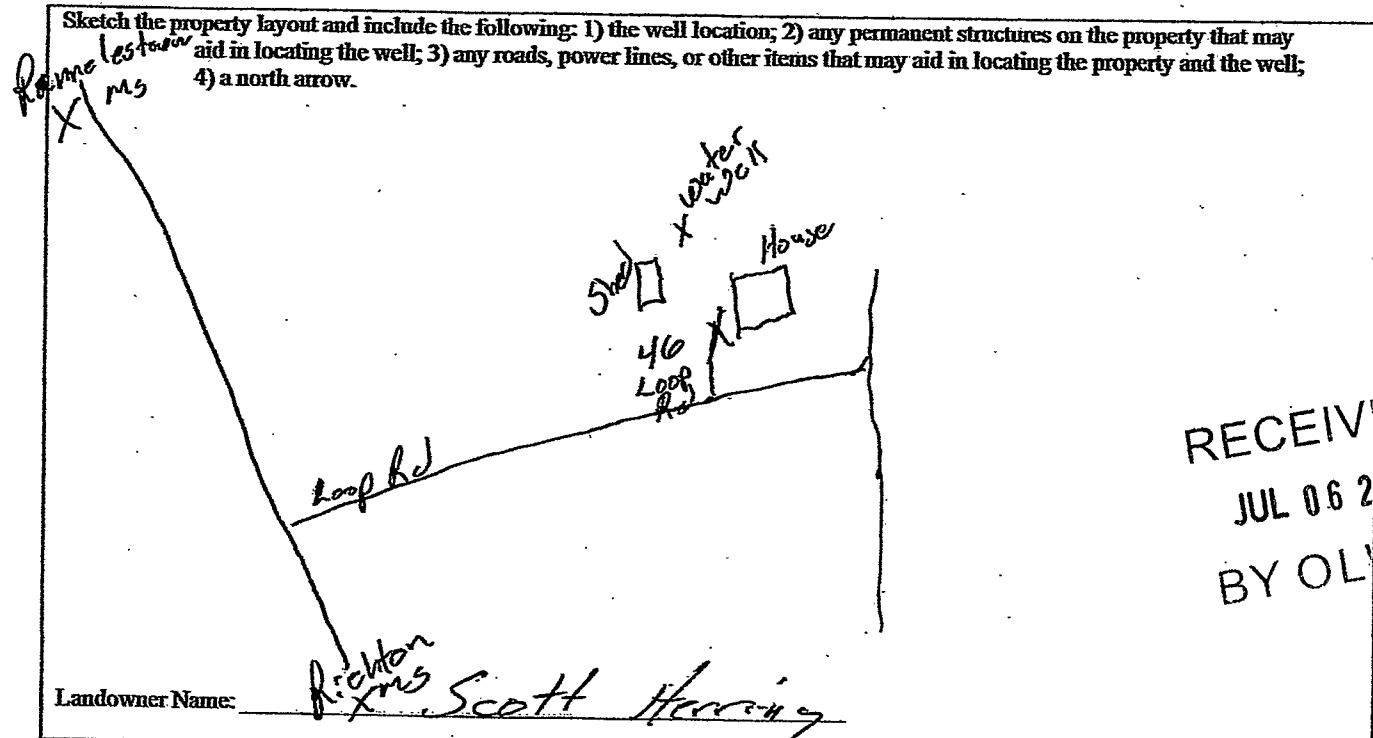 Sketch the property layout and include the following: 1) the well location; 2) any permanent structures on the property that may
aid in locating the well; 3) any roads, power lines, or other items that may aid in locating the property and the well;
4) a north arrow.
MS
X
water
well
X
House
Shed
X
46
Loop
Rd
Loop Rd
RECEIV
JUL 06 2
BY OL
Richton
X MS
Landowner Name: Scott Herring